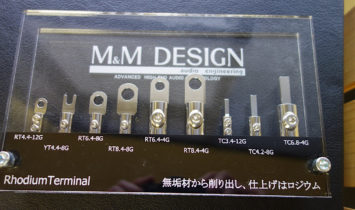 M&M DESIGN
audio engineering
ADVANCED HIGH END AUDIO TECHNOLOGY
RT4.4-12G
YT4.4-8G
RT6.4-8G
RT8.4-8G
RT6.4-4G
RT8.4-4G
TC3.4-12G
TC4.2-8G
TC6.8-4G
RhodiumTerminal
無垢材から削り出し、仕上げはロジウム